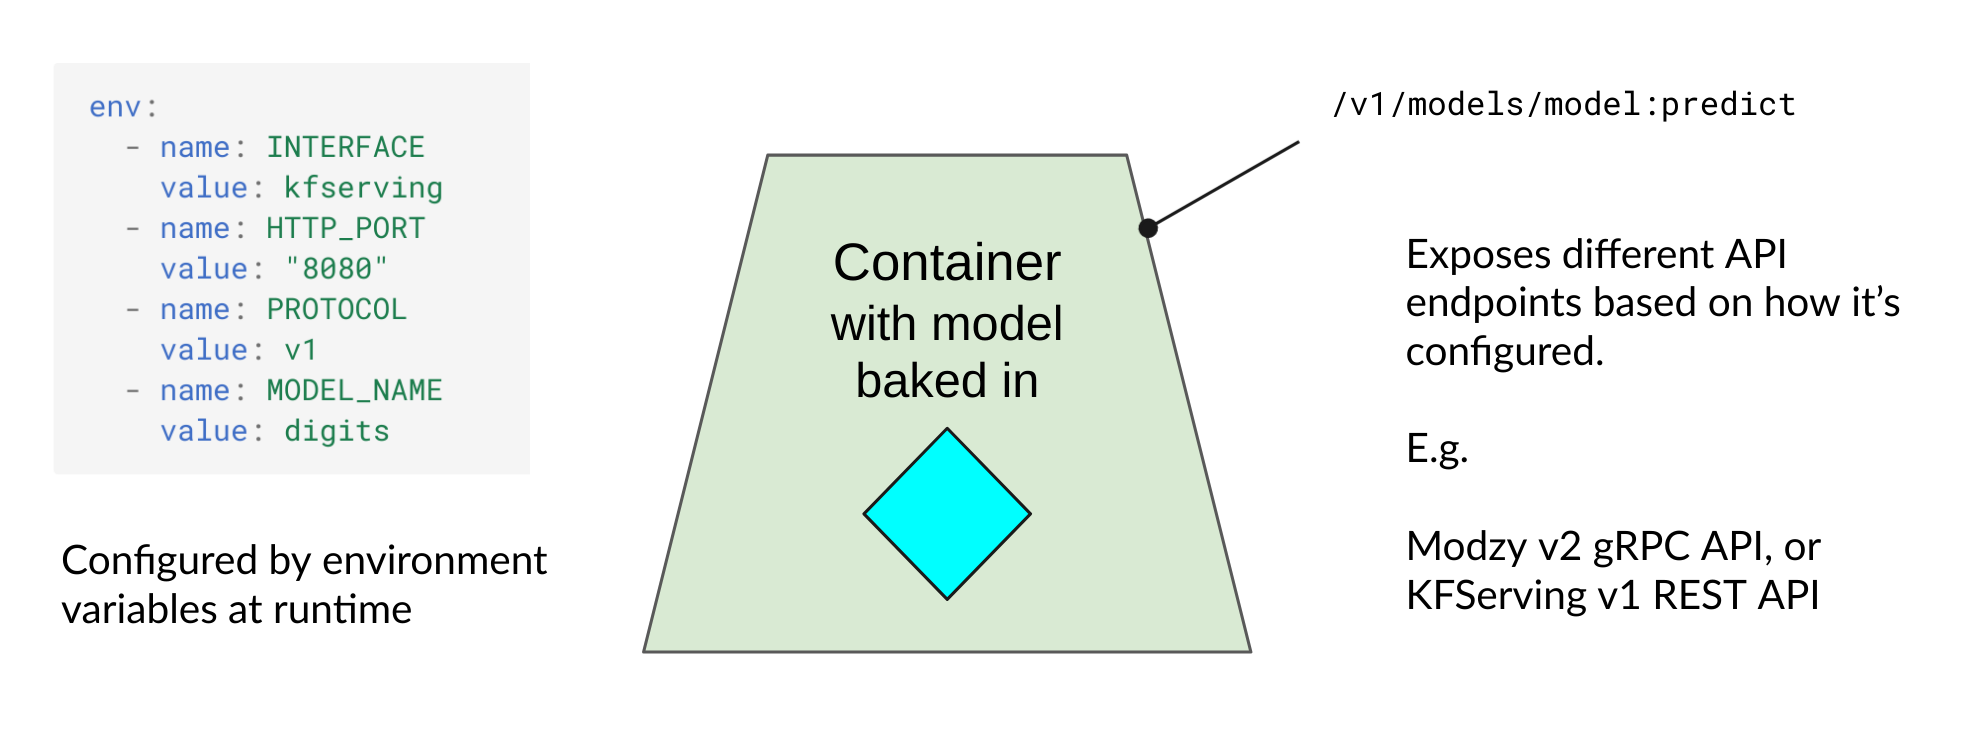 env:
  - name: INTERFACE
    value: kfserving
  - name: HTTP_PORT
    value: "8080"
  - name: PROTOCOL
    value: v1
  - name: MODEL_NAME
    value: digits
Configured by environment
variables at runtime
Container
with model
baked in
/v1/models/model:predict
Exposes different API
endpoints based on how it’s
configured.
E.g.
Modzy v2 gRPC API, or
KFServing v1 REST API